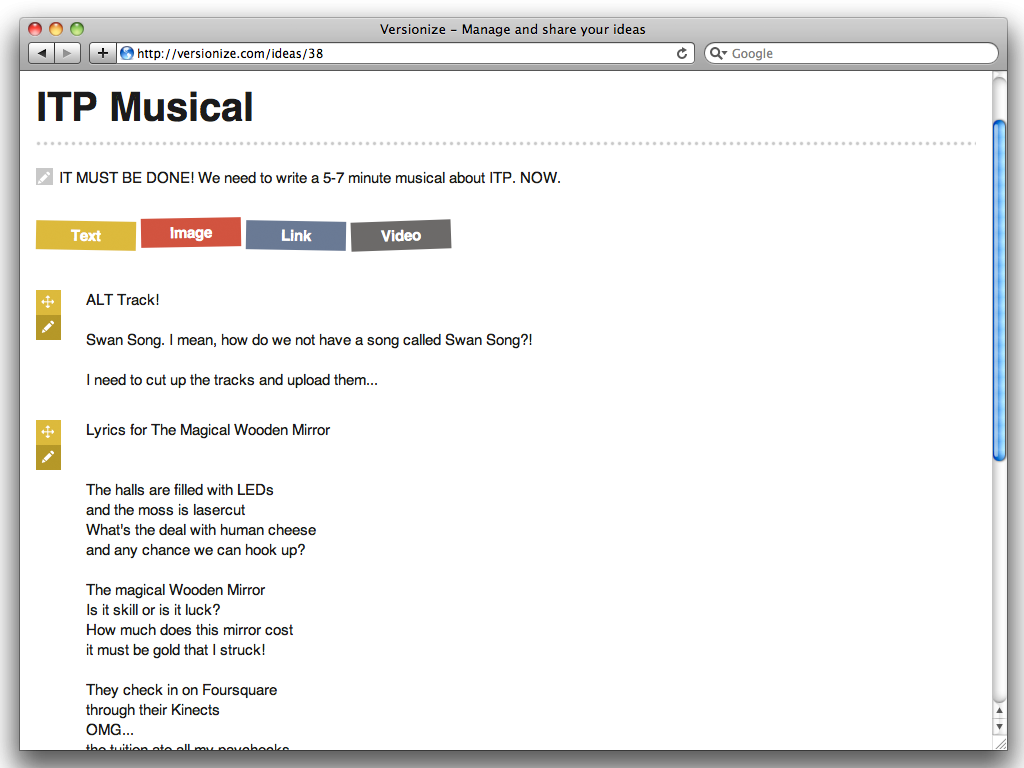 Versionize – Manage and share your ideas
http://versionize.com/ideas/38
Google
ITP Musical
IT MUST BE DONE! We need to write a 5-7 minute musical about ITP. NOW.
Text Image Link Video
ALT Track!
Swan Song. I mean, how do we not have a song called Swan Song?!
I need to cut up the tracks and upload them...
Lyrics for The Magical Wooden Mirror
The halls are filled with LEDs
and the moss is lasercut
What's the deal with human cheese
and any chance we can hook up?
The magical Wooden Mirror
Is it skill or is it luck?
How much does this mirror cost
it must be gold that I struck!
They check in on Foursquare
through their Kinects
OMG...
the tuition ate all my paychecks